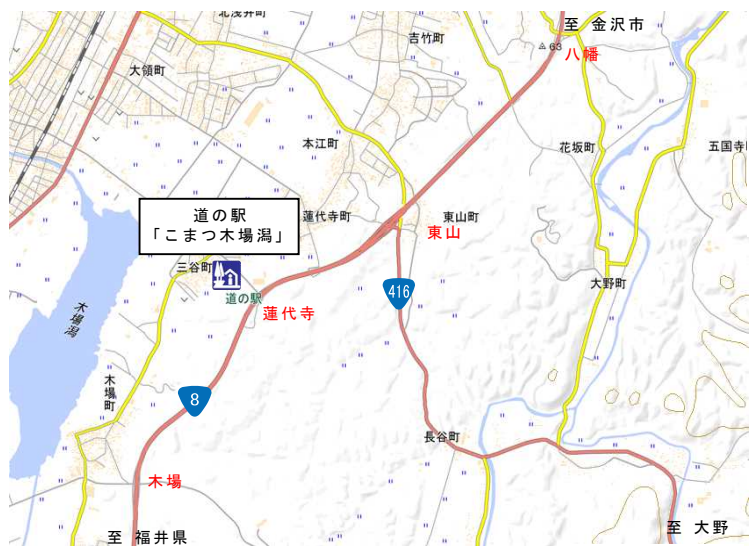 北浅井町
至 金沢市
吉竹町
63
八幡
大領町
本江町
花坂町
五国寺町
道の駅
「こまつ木場潟」
蓮代寺町
東山町
東山
三谷町
道の駅
大野町
416
蓮代寺
木場潟
木場町
8
長谷町
木場
至 福井県
至 大野